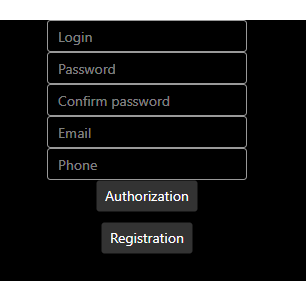 Login
Password
Confirm password
Email
Phone
Authorization
Registration